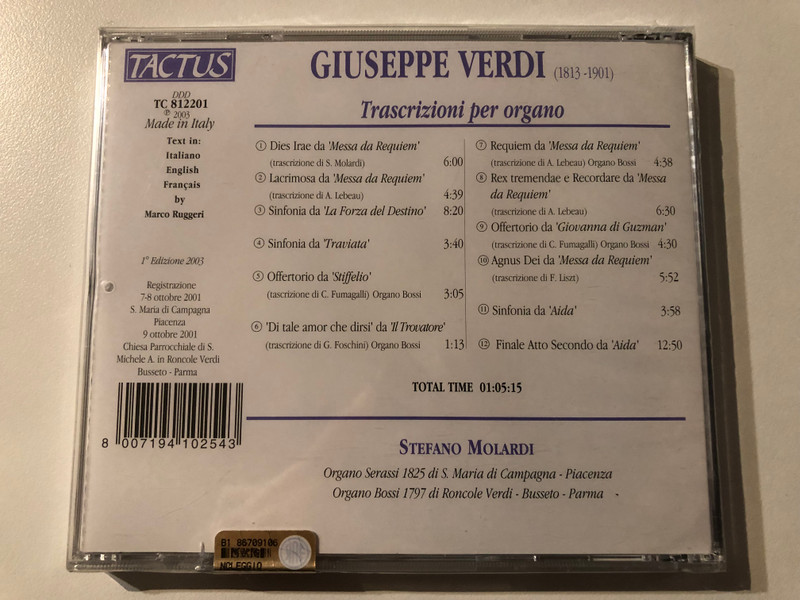 TACTUS
DDD
TC 812201
℗ 2003
Made in Italy
Text in:
Italiano
English
Français
by
Marco Ruggeri
1° Edizione 2003
Registrazione
7-8 ottobre 2001
S. Maria di Campagna
Piacenza
9 ottobre 2001
Chiesa Parrocchiale di S.
Michele A. in Roncole Verdi
Busseto - Parma
8 007194 102543
GIUSEPPE VERDI (1813-1901)
Trascrizioni per organo
① Dies Irae da 'Messa da Requiem'
(trascrizione di S. Molardi) 6:00
② Lacrimosa da 'Messa da Requiem'
(trascrizione di A. Lebeau) 4:39
③ Sinfonia da 'La Forza del Destino' 8:20
④ Sinfonia da 'Traviata' 3:40
⑤ Offertorio da 'Stiffelio'
(tascrizione di C. Fumagalli) Organo Bossi 3:05
⑥ 'Di tale amor che dirsi' da 'Il Trovatore'
(trascrizione di G. Foschini) Organo Bossi 1:13
⑦ Requiem da 'Messa da Requiem'
(trascrizione di A. Lebeau) Organo Bossi 4:38
⑧ Rex tremendae e Recordare da 'Messa
da Requiem'
(trascrizione di A. Lebeau) 6:30
⑨ Offertorio da 'Giovanna di Guzman'
(trascrizione di C. Fumagalli) Organo Bossi 4:30
⑩ Agnus Dei da 'Messa da Requiem'
(trascrizione di F. Liszt) 5:52
⑪ Sinfonia da 'Aida' 3:58
⑫ Finale Atto Secondo da 'Aida' 12:50
TOTAL TIME 01:05:15
STEFANO MOLARDI
Organo Serassi 1825 di S. Maria di Campagna - Piacenza
Organo Bossi 1797 di Roncole Verdi - Busseto - Parma
B1 86709106
NOLEGGIO